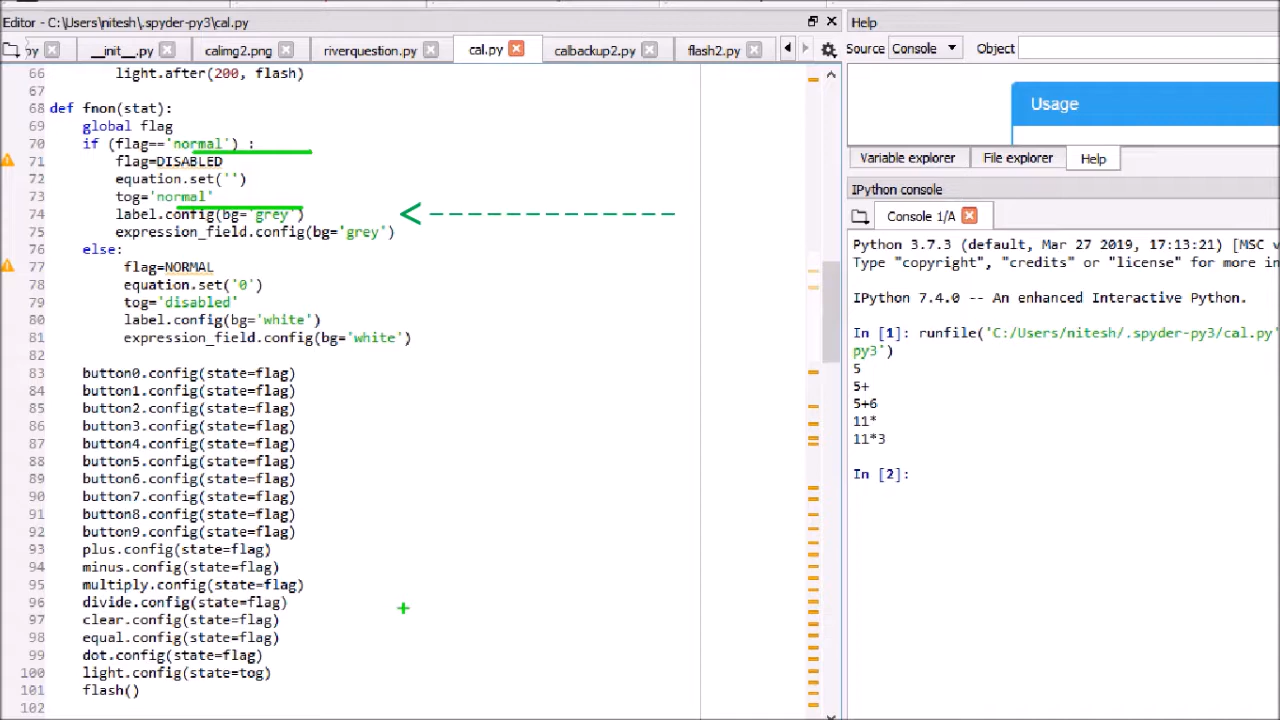 Editor - C:\Users\nitesh\.spyder-py3\cal.py
Help
py
__init__.py
calimg2.png
riverquestion.py
cal.py
calbackup2.py
flash2.py
Source
Console
Object
66 light.after(200, flash)
67
68 def fnon(stat):
69 global flag
70 if (flag=='normal') :
71 flag=DISABLED
72 equation.set('')
73 tog='normal'
74 label.config(bg='grey')
75 expression_field.config(bg='grey')
76 else:
77 flag=NORMAL
78 equation.set('0')
79 tog='disabled'
80 label.config(bg='white')
81 expression_field.config(bg='white')
82
83 button0.config(state=flag)
84 button1.config(state=flag)
85 button2.config(state=flag)
86 button3.config(state=flag)
87 button4.config(state=flag)
88 button5.config(state=flag)
89 button6.config(state=flag)
90 button7.config(state=flag)
91 button8.config(state=flag)
92 button9.config(state=flag)
93 plus.config(state=flag)
94 minus.config(state=flag)
95 multiply.config(state=flag)
96 divide.config(state=flag)
97 clear.config(state=flag)
98 equal.config(state=flag)
99 dot.config(state=flag)
100 light.config(state=tog)
101 flash()
102
Usage
Variable explorer
File explorer
Help
IPython console
Console 1/A
Python 3.7.3 (default, Mar 27 2019, 17:13:21) [MSC v
Type "copyright", "credits" or "license" for more in
IPython 7.4.0 -- An enhanced Interactive Python.
In [1]: runfile('C:/Users/nitesh/.spyder-py3/cal.py'
py3')
5
5+
5+6
11*
11*3
In [2]: